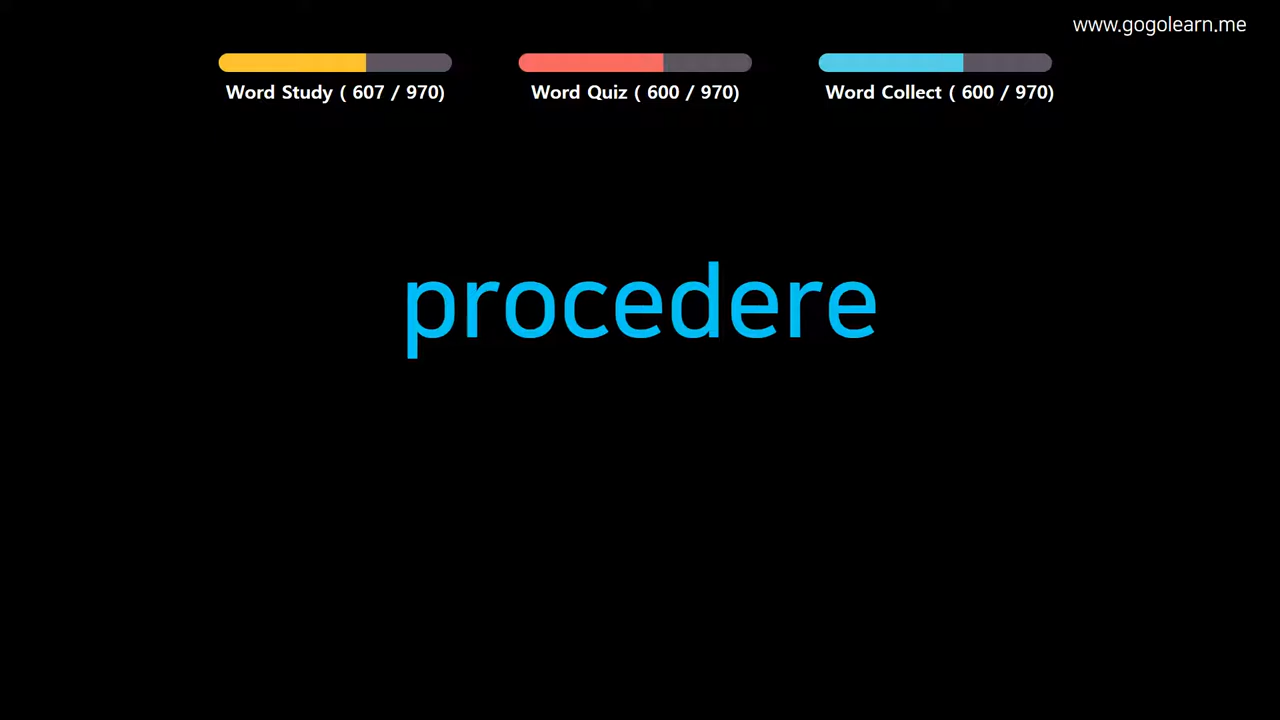 www.gogolearn.me
Word Study ( 607 / 970)
Word Quiz ( 600 / 970)
Word Collect ( 600 / 970)
procedere